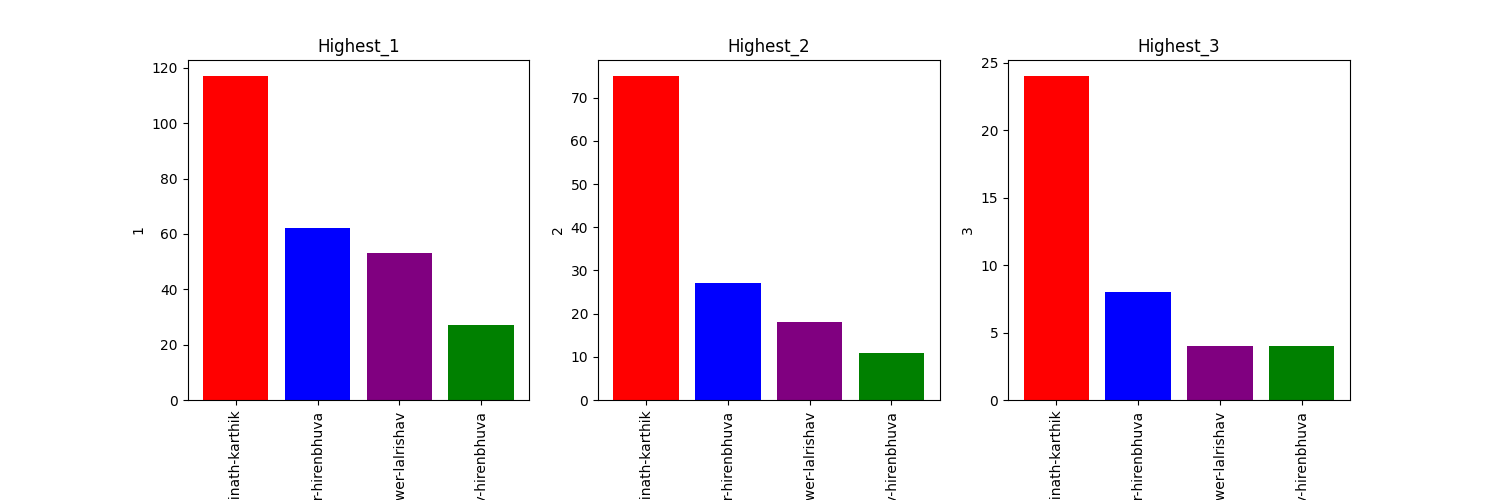 Highest_1
Highest_2
Highest_3
120
100
80
60
40
20
0
1
inath-karthik
r-hirenbhuva
wer-lalrishav
y-hirenbhuva
70
60
50
40
30
20
10
0
2
inath-karthik
r-hirenbhuva
wer-lalrishav
y-hirenbhuva
25
20
15
10
5
0
3
inath-karthik
r-hirenbhuva
wer-lalrishav
y-hirenbhuva